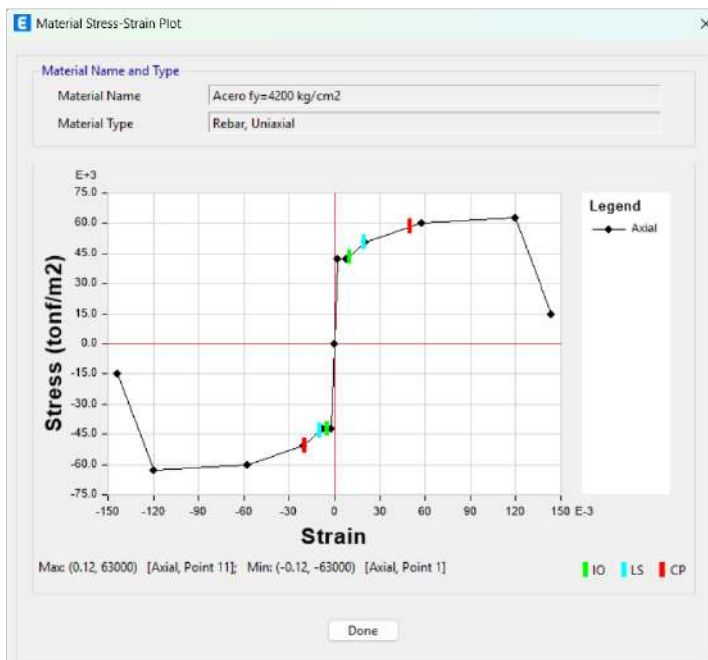 E Material Stress-Strain Plot ×
Material Name and Type
Material Name Acero fy=4200 kg/cm2
Material Type Rebar, Uniaxial
E+3
75.0
60.0
45.0
30.0
15.0
0.0
-15.0
-30.0
-45.0
-60.0
-75.0
Stress (tonf/m2)
-150 -120 -90 -60 -30 0 30 60 90 120 150 E-3
Strain
Legend
Axial
Max: (0.12, 63000) [Axial, Point 11]; Min: (-0.12, -63000) [Axial, Point 1]
IO LS CP
Done